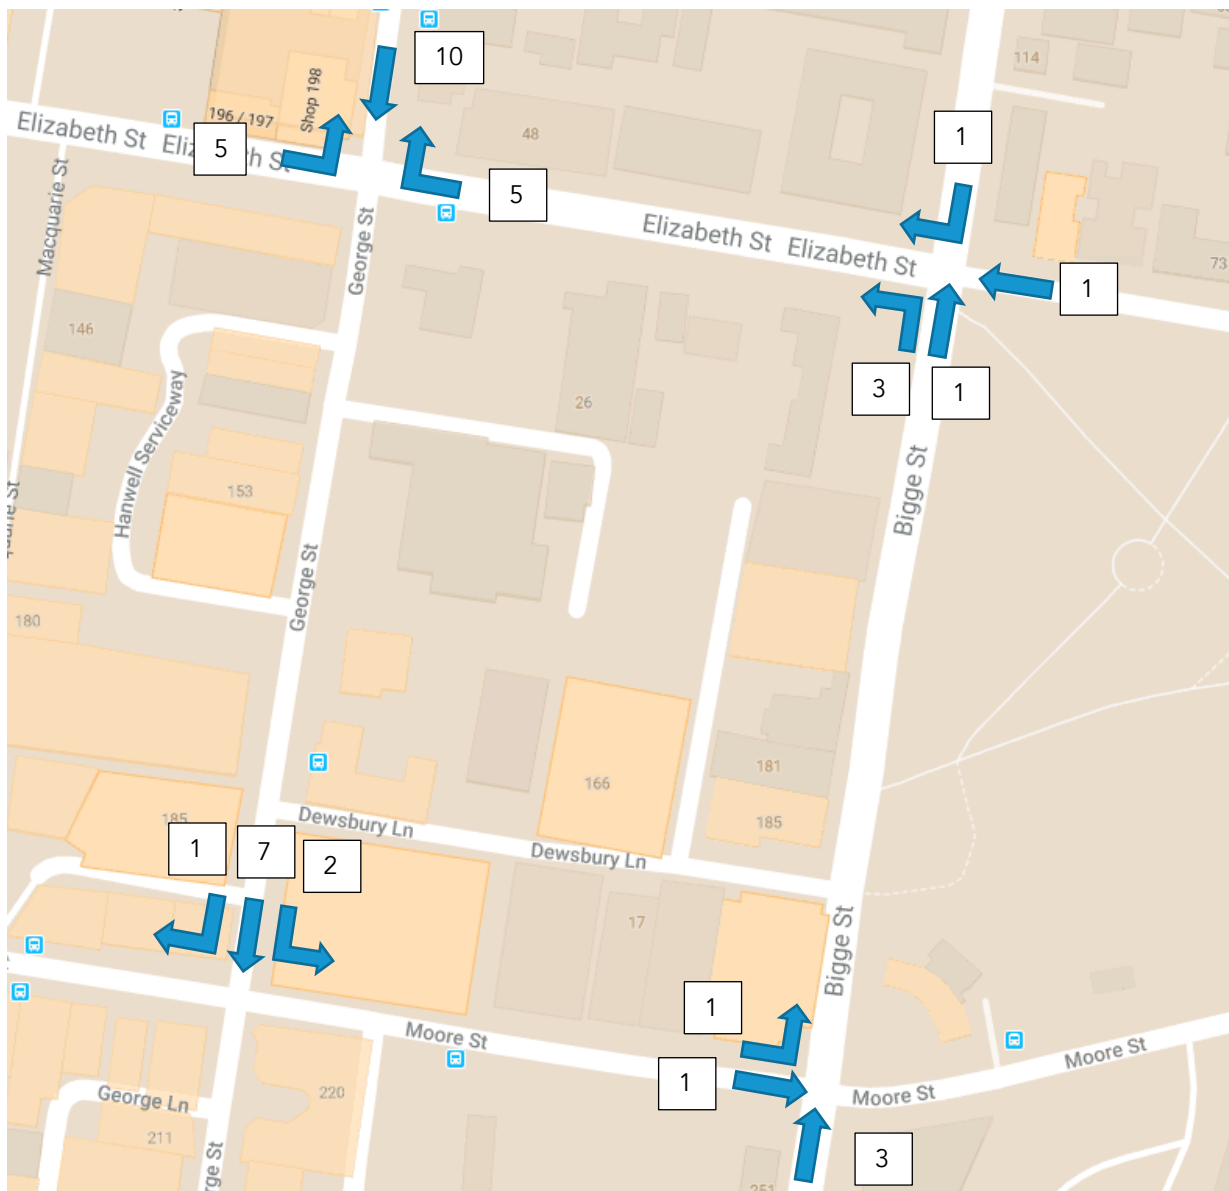 10
Shop 198
196 / 197
114
Elizabeth St
Elizabeth St
5
48
1
5
Macquarie St
George St
Elizabeth St
Elizabeth St
73
1
146
3
1
26
Hanwell Serviceway
153
Bigge St
George St
180
166
181
185
185
Dewsbury Ln
Dewsbury Ln
1
7
2
17
Bigge St
1
Moore St
Moore St
1
Moore St
George Ln
220
211
3